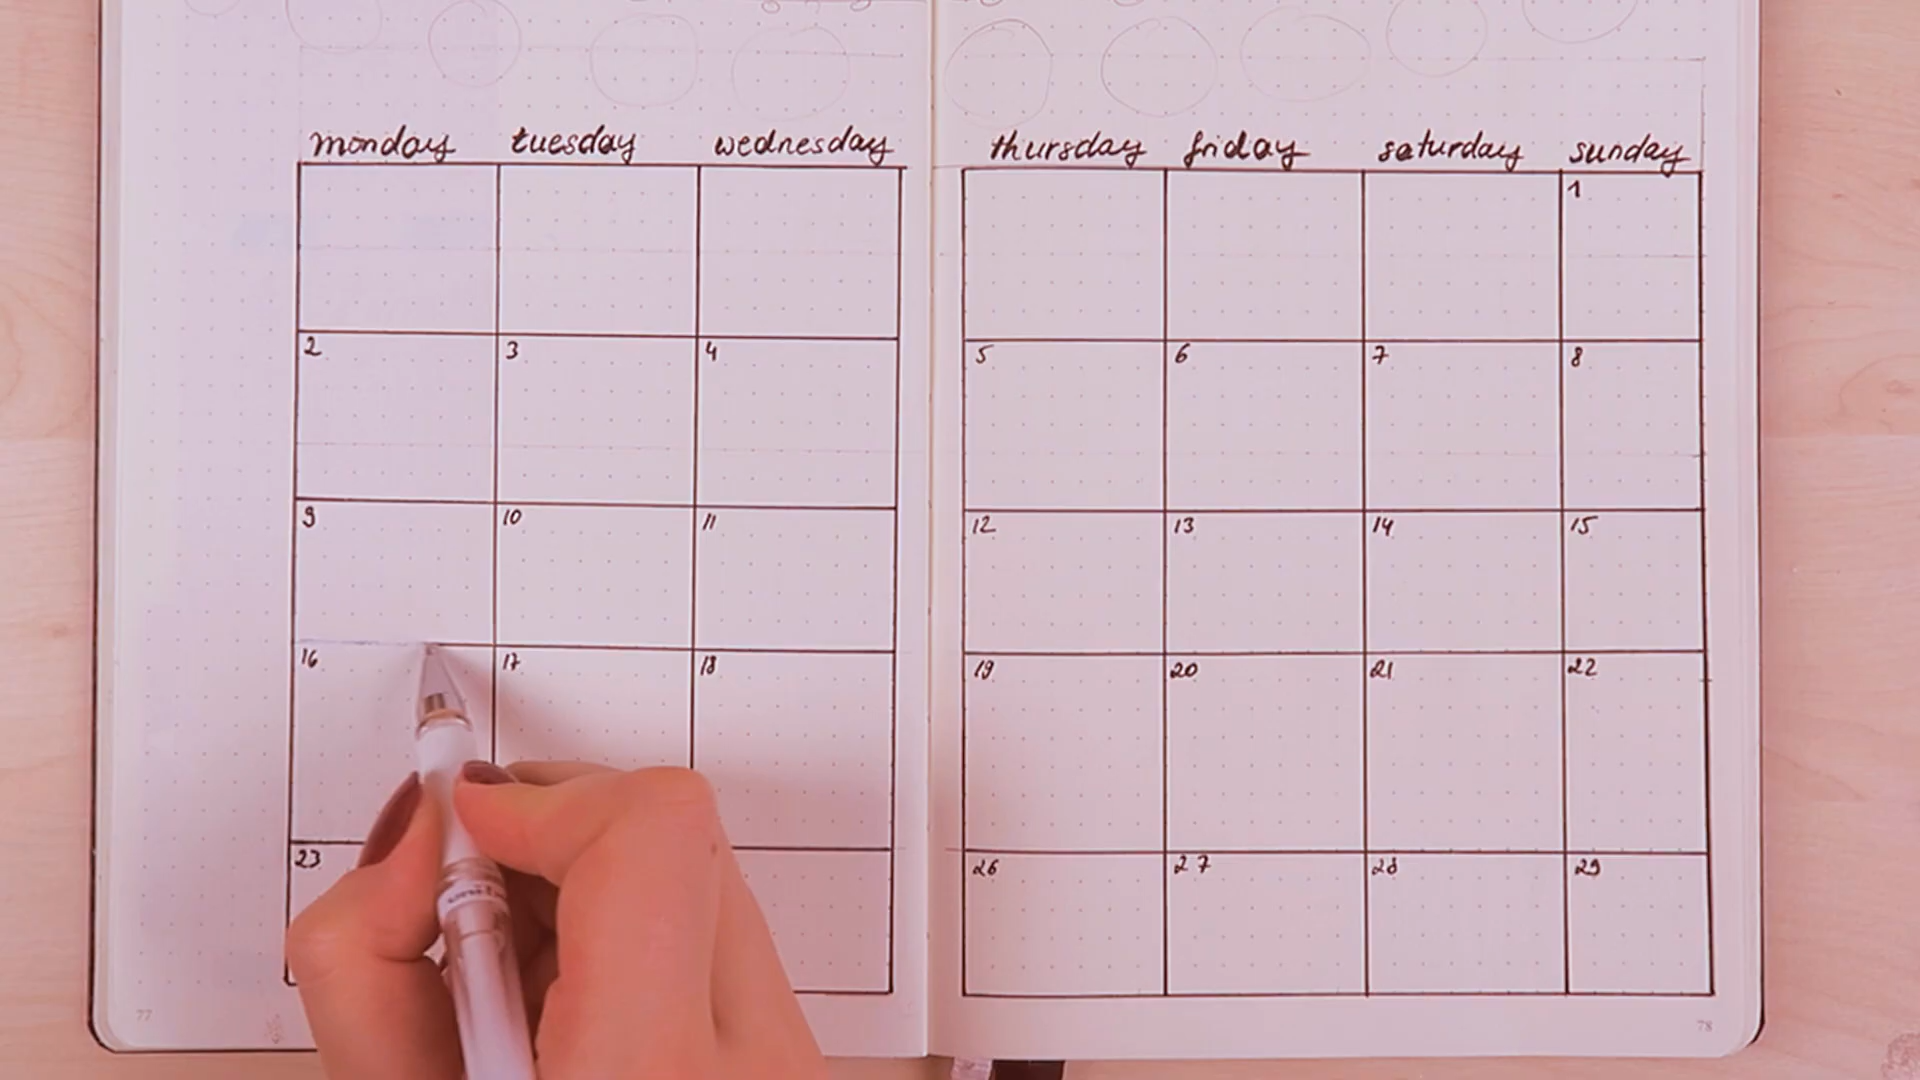 monday tuesday wednesday thursday friday saturday sunday
1
2 3 4 5 6 7 8
9 10 11 12 13 14 15
16 17 18 19 20 21 22
23 26 27 28 29
77 78